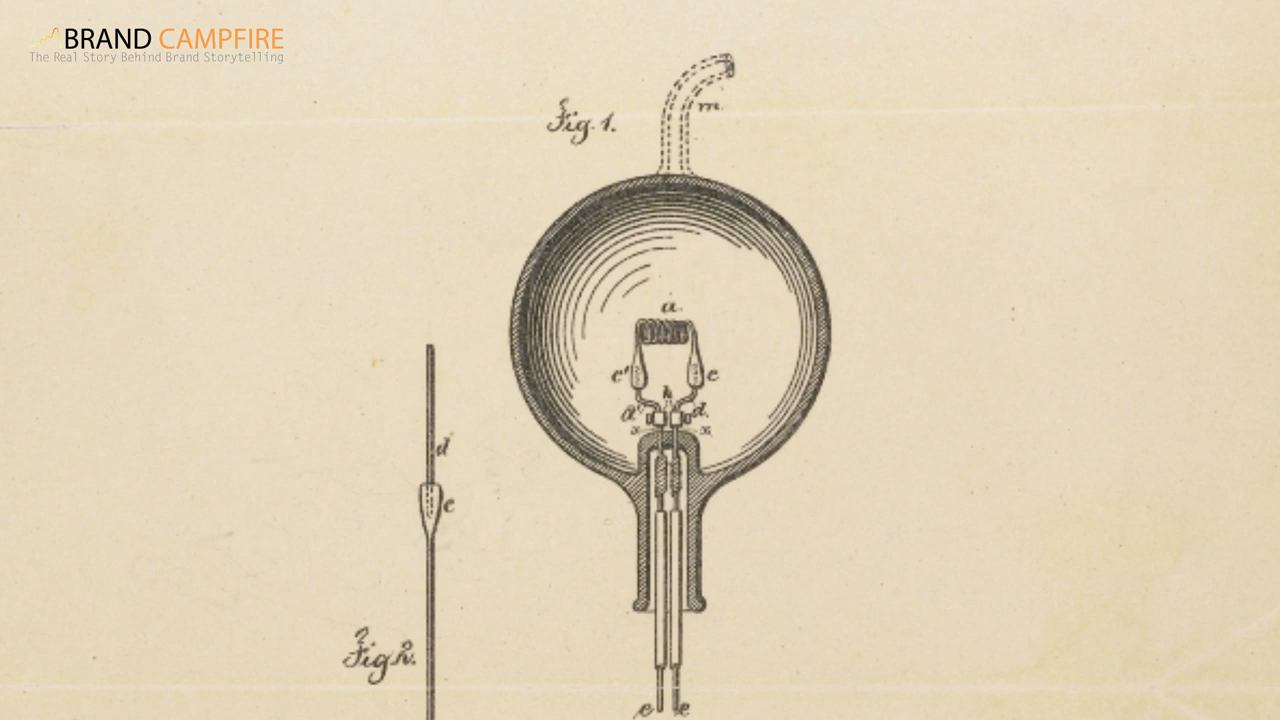 BRAND CAMPFIRE
The Real Story Behind Brand Storytelling
Fig. 1.
m.
a.
c' c
h
d' d.
x x
d
c
Fig 2.
e e